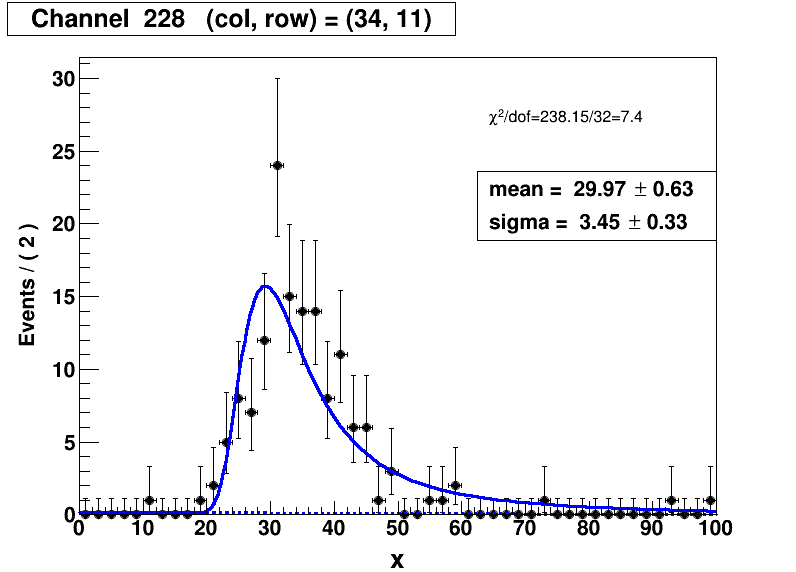 Channel 228 (col, row) = (34, 11)
χ²/dof=238.15/32=7.4
mean = 29.97 ± 0.63
sigma = 3.45 ± 0.33
Events / ( 2 )
30
25
20
15
10
5
0
0 10 20 30 40 50 60 70 80 90 100
x